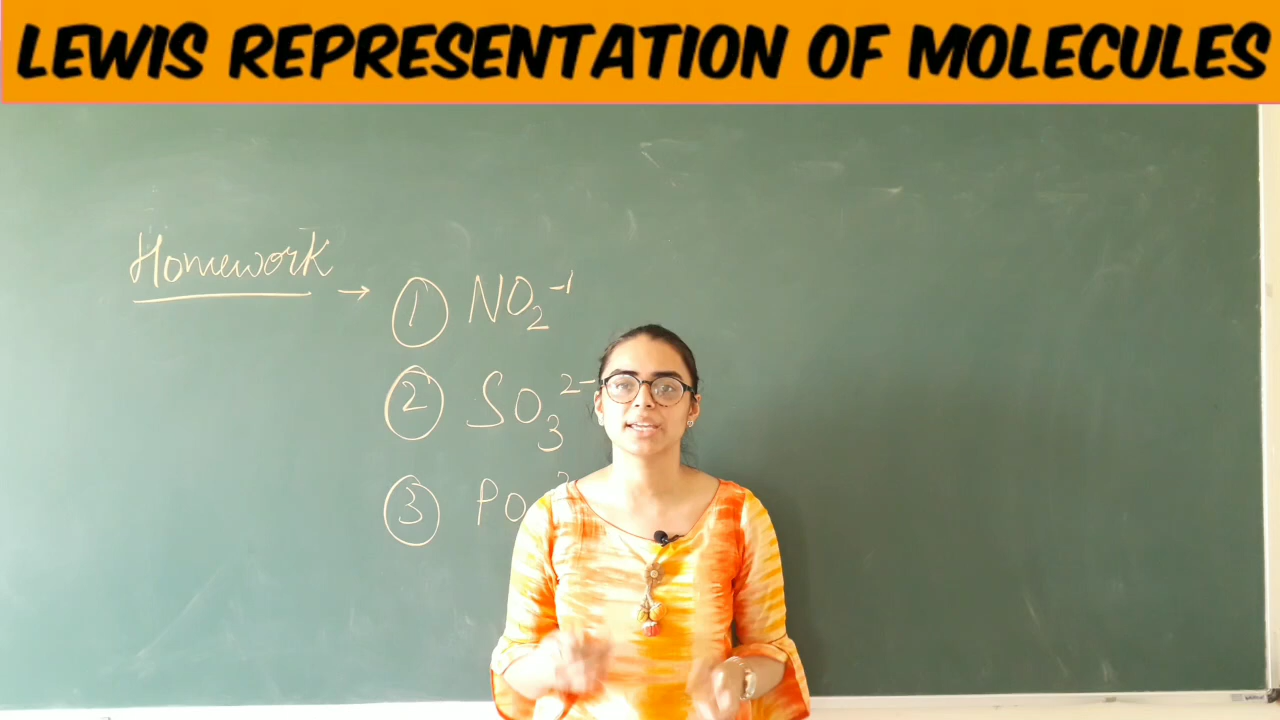 LEWIS REPRESENTATION OF MOLECULES
Homework → ① NO₂⁻¹
② SO₃²⁻
③ PO